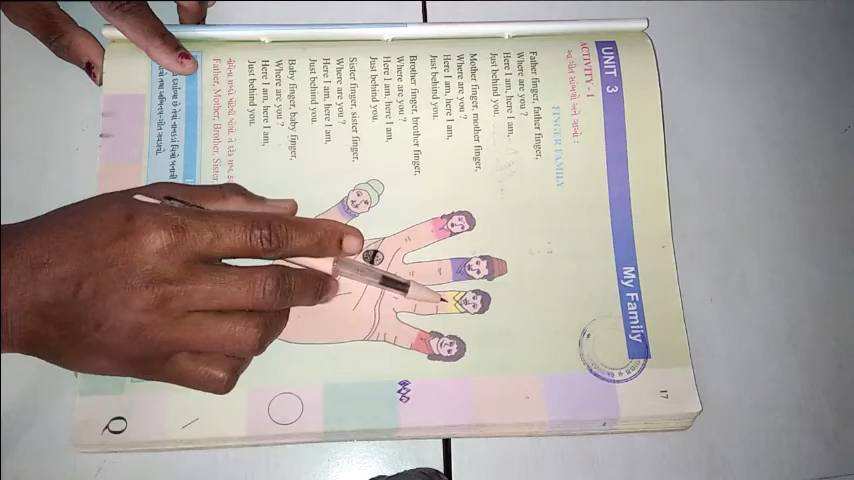 UNIT 3
My Family
ACTIVITY - 1
FINGER FAMILY
Father finger, father finger,
Where are you ?
Here I am, here I am,
Just behind you.
Mother finger, mother finger,
Where are you ?
Here I am, here I am,
Just behind you.
Brother finger, brother finger,
Where are you ?
Here I am, here I am,
Just behind you.
Sister finger, sister finger,
Where are you ?
Here I am, here I am,
Just behind you.
Baby finger, baby finger,
Where are you ?
Here I am, here I am,
Just behind you.
Father, Mother, Brother, Sister
17
Q